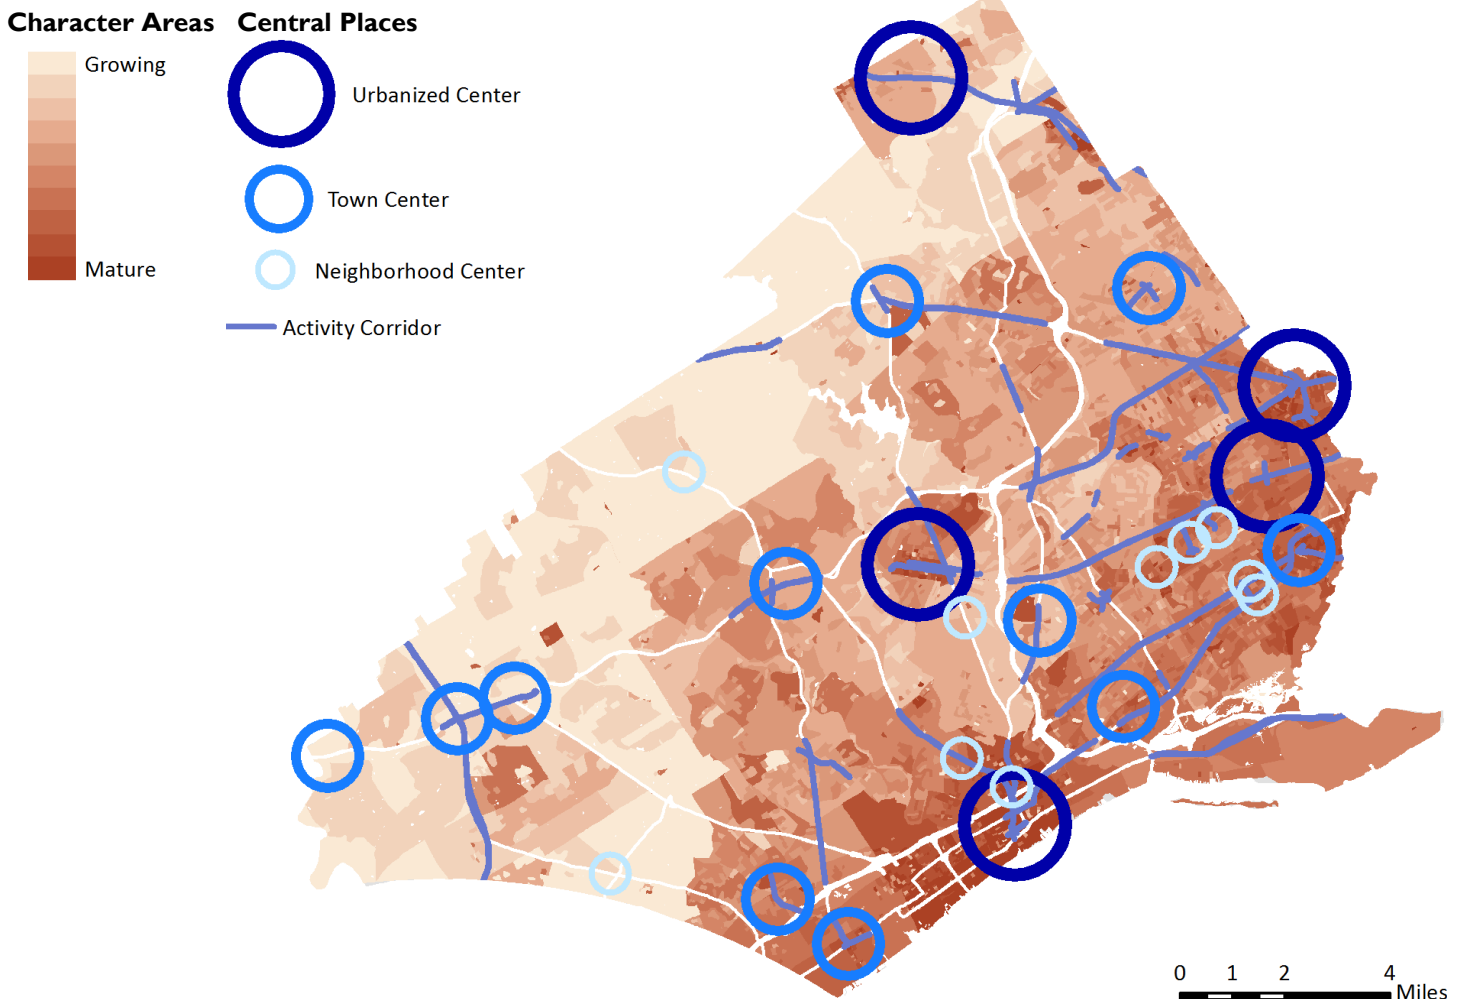 Character Areas
Growing
Mature
Central Places
Urbanized Center
Town Center
Neighborhood Center
Activity Corridor
0 1 2 4
Miles